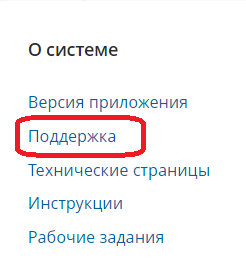 О системе
Версия приложения
Поддержка
Технические страницы
Инструкции
Рабочие задания